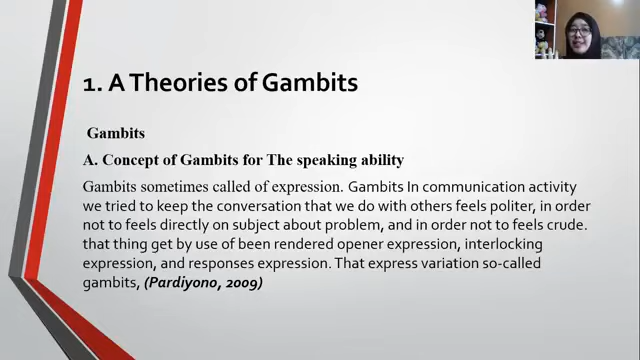 1. A Theories of Gambits
Gambits
A. Concept of Gambits for The speaking ability
Gambits sometimes called of expression. Gambits In communication activity
we tried to keep the conversation that we do with others feels politer, in order
not to feels directly on subject about problem, and in order not to feels crude.
that thing get by use of been rendered opener expression, interlocking
expression, and responses expression. That express variation so-called
gambits, (Pardiyono, 2009)